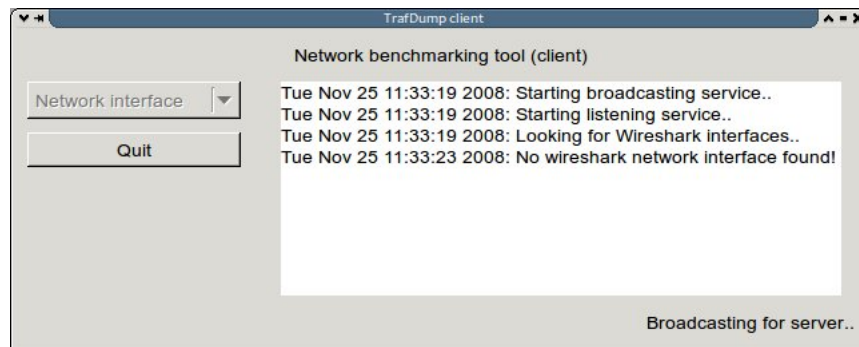 TrafDump client
Network benchmarking tool (client)
Network interface
Quit
Tue Nov 25 11:33:19 2008: Starting broadcasting service..
Tue Nov 25 11:33:19 2008: Starting listening service..
Tue Nov 25 11:33:19 2008: Looking for Wireshark interfaces..
Tue Nov 25 11:33:23 2008: No wireshark network interface found!
Broadcasting for server..